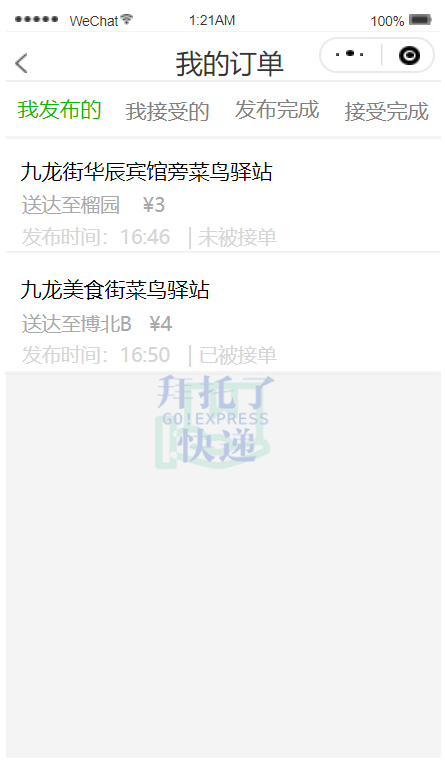 ●●●●● WeChat 1:21AM 100%
我的订单
我发布的 我接受的 发布完成 接受完成
九龙街华辰宾馆旁菜鸟驿站
送达至榴园 ¥3
发布时间：16:46 | 未被接单
九龙美食街菜鸟驿站
送达至博北B ¥4
发布时间：16:50 | 已被接单
拜托了
GO!EXPRESS
快递